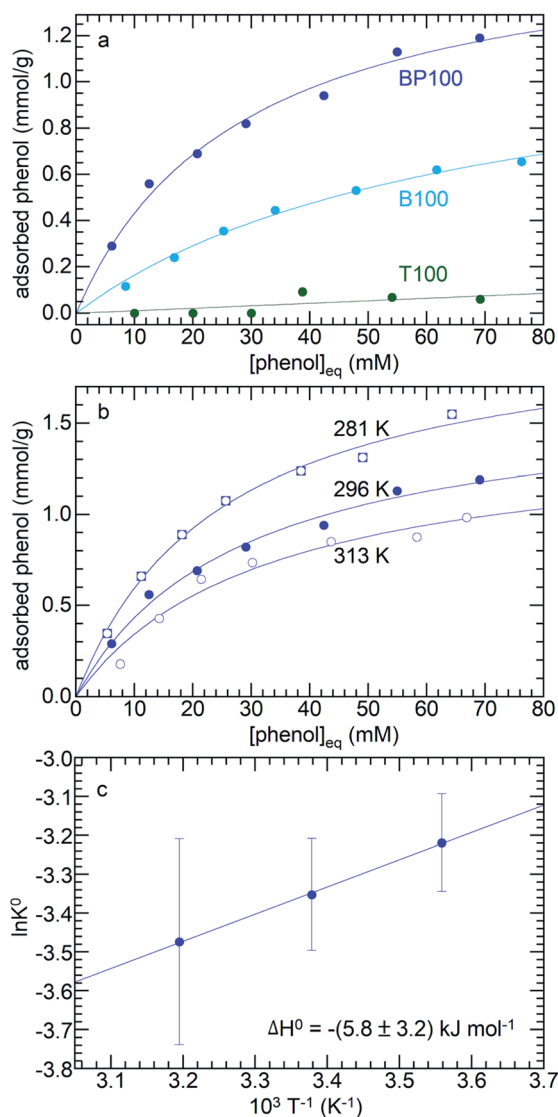 a
1.2
1.0
0.8
0.6
0.4
0.2
0.0
adsorbed phenol (mmol/g)
BP100
B100
T100
0 10 20 30 40 50 60 70 80
[phenol]eq (mM)
b
1.5
1.0
0.5
0.0
adsorbed phenol (mmol/g)
281 K
296 K
313 K
0 10 20 30 40 50 60 70 80
[phenol]eq (mM)
c
-3.0
-3.1
-3.2
-3.3
-3.4
-3.5
-3.6
-3.7
-3.8
lnK⁰
ΔH⁰ = -(5.8 ± 3.2) kJ mol⁻¹
3.1 3.2 3.3 3.4 3.5 3.6 3.7
10³ T⁻¹ (K⁻¹)